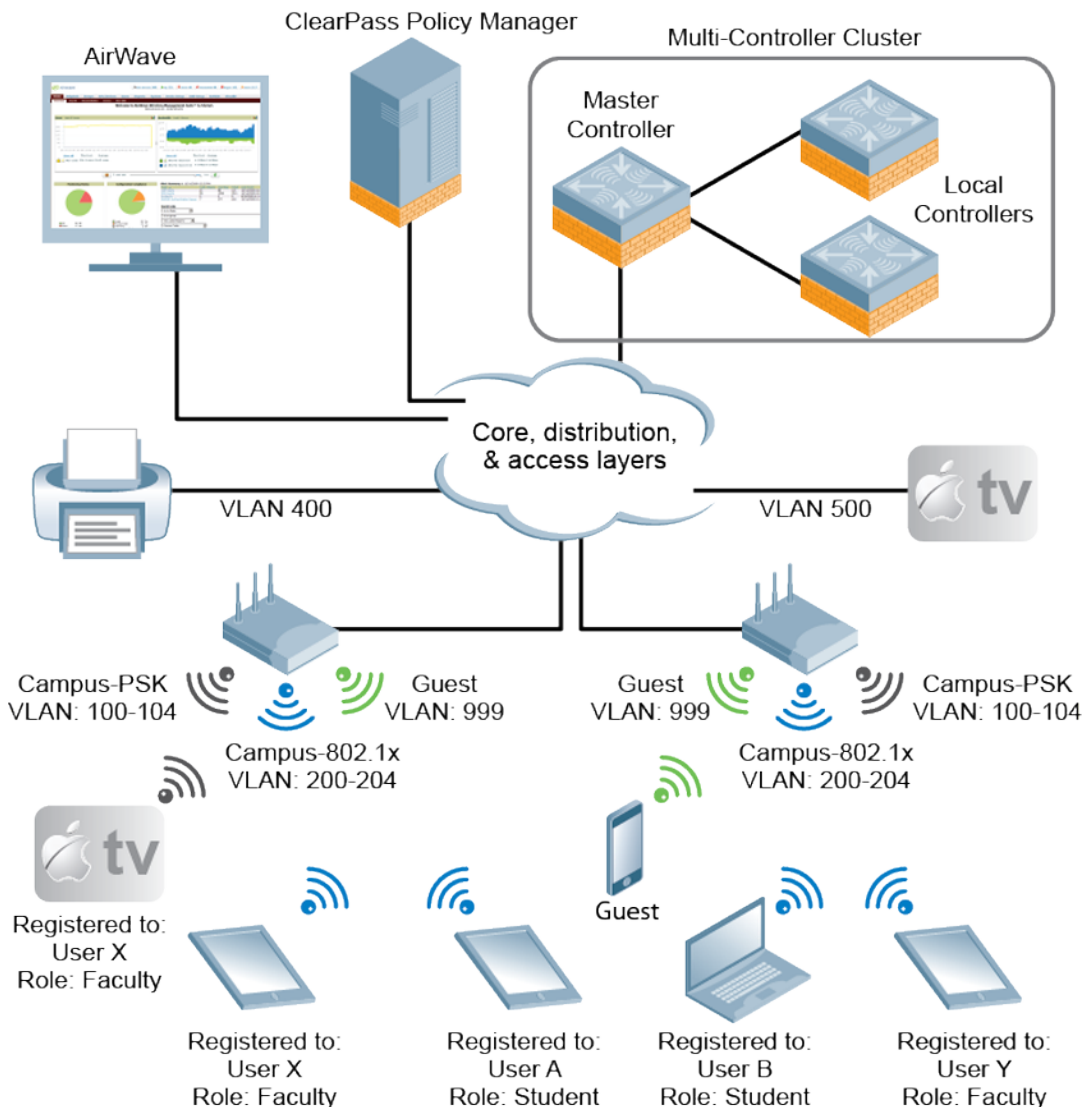 ClearPass Policy Manager
AirWave
Multi-Controller Cluster
Master
Controller
Local
Controllers
Core, distribution,
& access layers
VLAN 400
VLAN 500
tv
Campus-PSK
VLAN: 100-104
Guest
VLAN: 999
Campus-802.1x
VLAN: 200-204
Guest
VLAN: 999
Campus-PSK
VLAN: 100-104
Campus-802.1x
VLAN: 200-204
tv
Registered to:
User X
Role: Faculty
Guest
Registered to:
User X
Role: Faculty
Registered to:
User A
Role: Student
Registered to:
User B
Role: Student
Registered to:
User Y
Role: Faculty